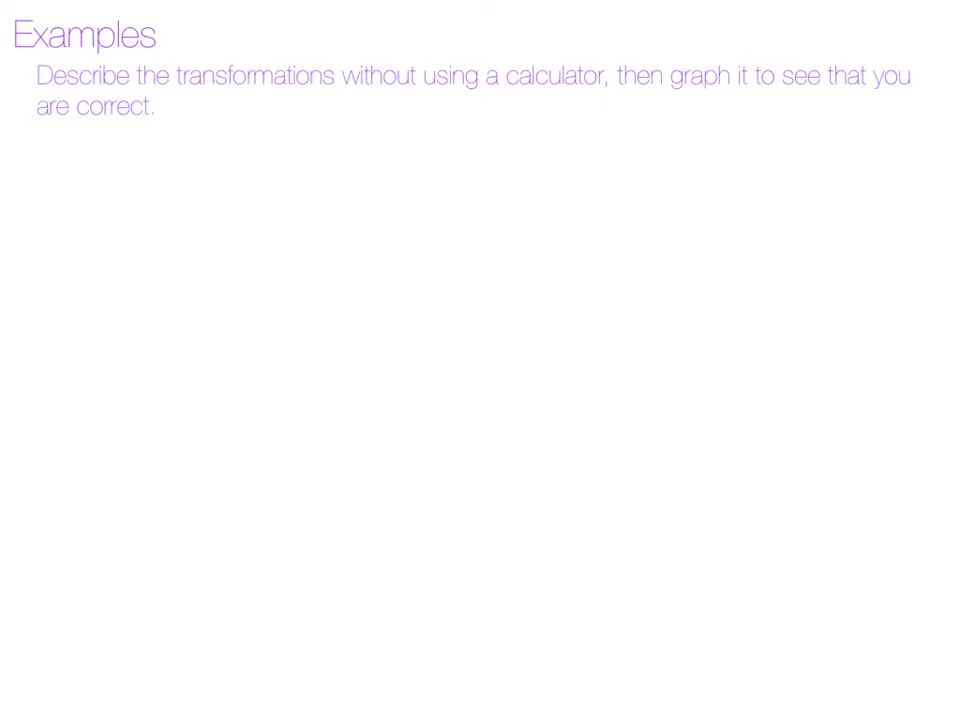 Examples
Describe the transformations without using a calculator, then graph it to see that you
are correct.